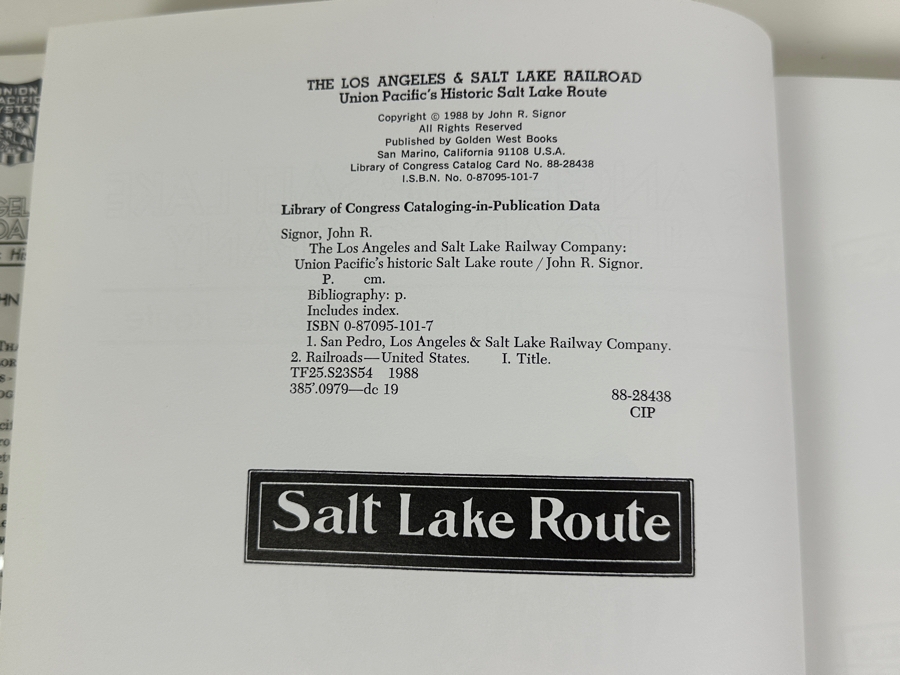 THE LOS ANGELES & SALT LAKE RAILROAD
Union Pacific's Historic Salt Lake Route
Copyright © 1988 by John R. Signor
All Rights Reserved
Published by Golden West Books
San Marino, California 91108 U.S.A.
Library of Congress Catalog Card No. 88-28438
I.S.B.N. No. 0-87095-101-7
Library of Congress Cataloging-in-Publication Data
Signor, John R.
The Los Angeles and Salt Lake Railway Company:
Union Pacific's historic Salt Lake route / John R. Signor.
P. cm.
Bibliography: p.
Includes index.
ISBN 0-87095-101-7
1. San Pedro, Los Angeles & Salt Lake Railway Company.
2. Railroads—United States. I. Title.
TF25.S23S54 1988
385'.0979—dc 19
88-28438
CIP
Salt Lake Route